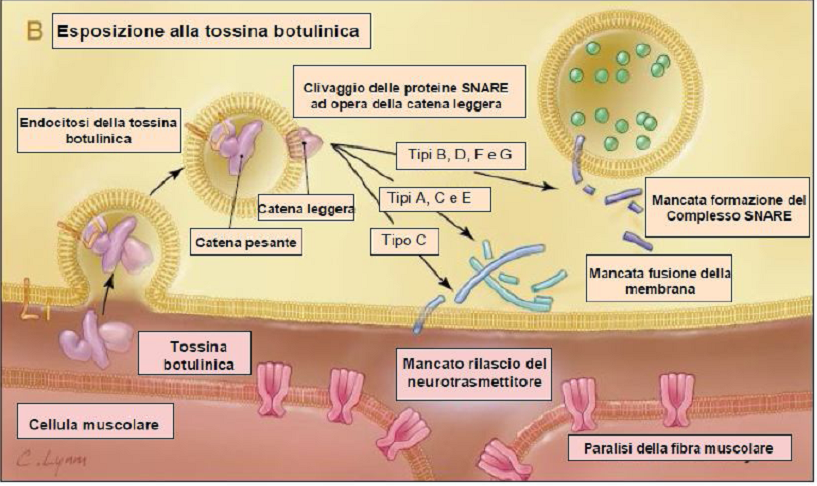 B Esposizione alla tossina botulinica
Clivaggio delle proteine SNARE
ad opera della catena leggera
Endocitosi della tossina
botulinica
Tipi B, D, F e G
Catena leggera
Tipi A, C e E
Mancata formazione del
Complesso SNARE
Catena pesante
Tipo C
Mancata fusione della
membrana
Tossina
botulinica
Mancato rilascio del
neurotrasmettitore
Cellula muscolare
Paralisi della fibra muscolare
C. Lynm